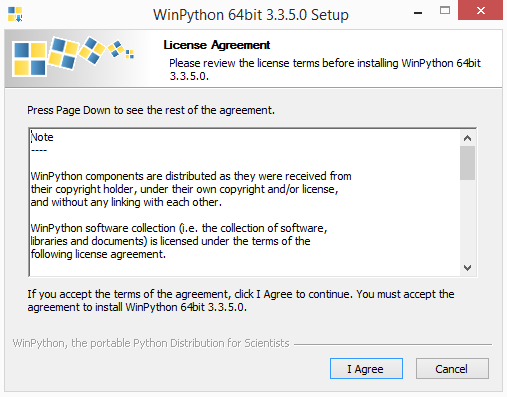 WinPython 64bit 3.3.5.0 Setup
License Agreement
Please review the license terms before installing WinPython 64bit
3.3.5.0.
Press Page Down to see the rest of the agreement.
Note
----
WinPython components are distributed as they were received from
their copyright holder, under their own copyright and/or license,
and without any linking with each other.
WinPython software collection (i.e. the collection of software,
libraries and documents) is licensed under the terms of the
following license agreement.
If you accept the terms of the agreement, click I Agree to continue. You must accept the
agreement to install WinPython 64bit 3.3.5.0.
WinPython, the portable Python Distribution for Scientists
I Agree
Cancel